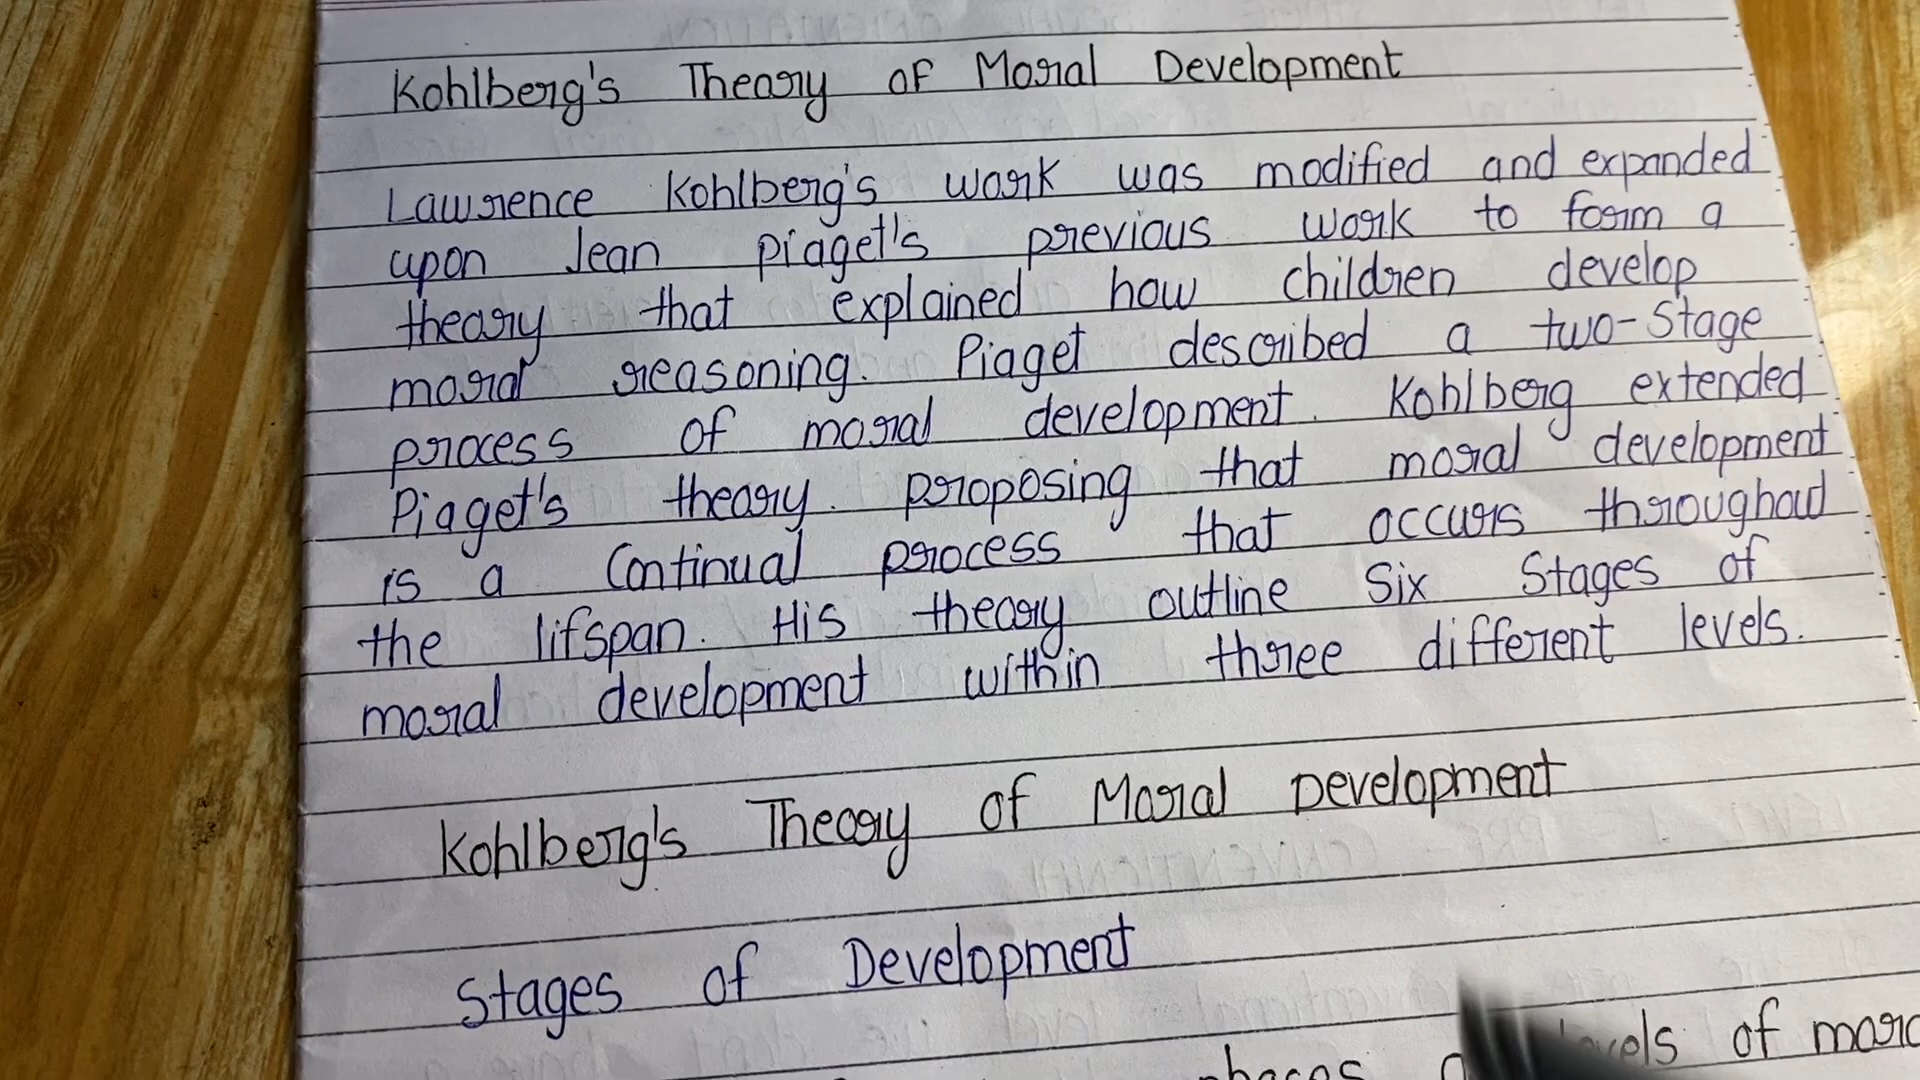 Kohlberg's Theory of Moral Development
Lawrence Kohlberg's work was modified and expanded
upon Jean Piaget's previous work to form a
theory that explained how children develop
moral reasoning. Piaget described a two-Stage
process of moral development. Kohlberg extended
Piaget's theory. proposing that moral development
is a Continual process that occurs throughout
the lifspan. His theory outline Six Stages of
moral development within three different levels.
Kohlberg's Theory of Moral Development
Stages of Development
of